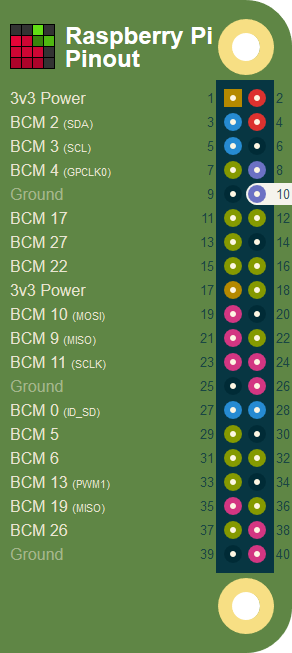 Raspberry Pi
Pinout
3v3 Power 1 2
BCM 2 (SDA) 3 4
BCM 3 (SCL) 5 6
BCM 4 (GPCLK0) 7 8
Ground 9 10
BCM 17 11 12
BCM 27 13 14
BCM 22 15 16
3v3 Power 17 18
BCM 10 (MOSI) 19 20
BCM 9 (MISO) 21 22
BCM 11 (SCLK) 23 24
Ground 25 26
BCM 0 (ID_SD) 27 28
BCM 5 29 30
BCM 6 31 32
BCM 13 (PWM1) 33 34
BCM 19 (MISO) 35 36
BCM 26 37 38
Ground 39 40